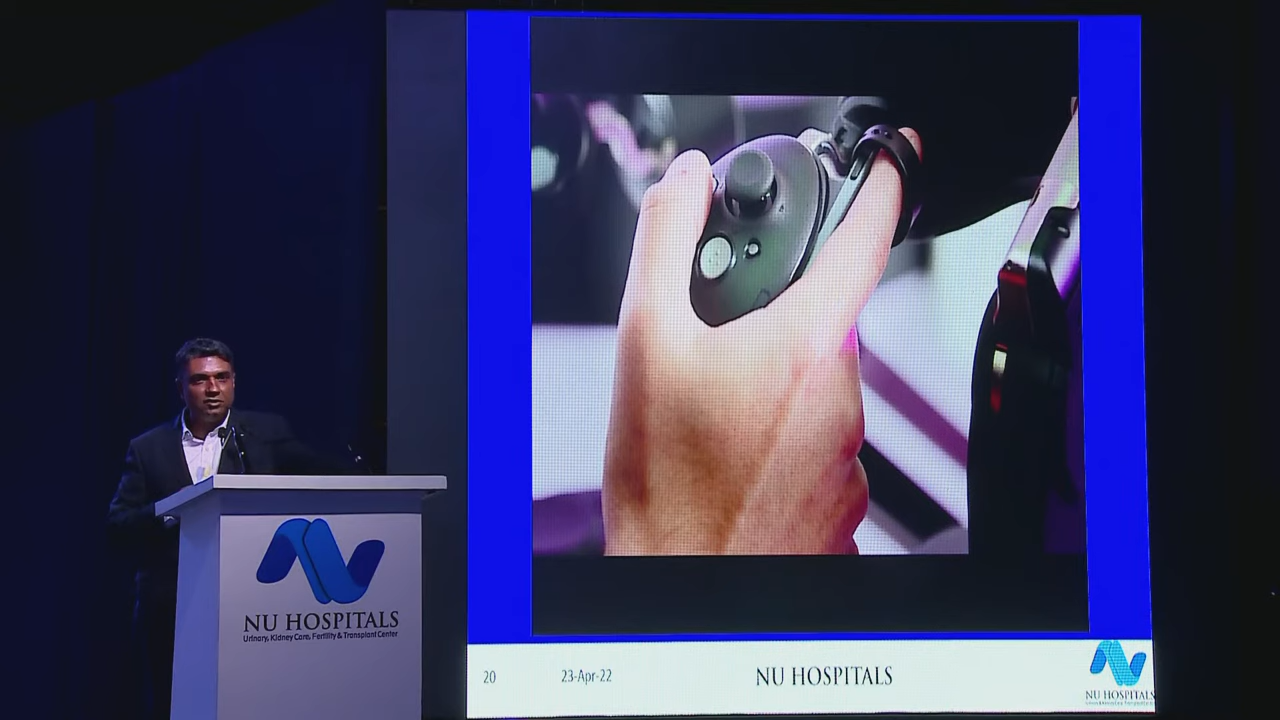 NU HOSPITALS
Urinary, Kidney Care, Fertility & Transplant Center
20
23-Apr-22
NU HOSPITALS
NU HOSPITALS